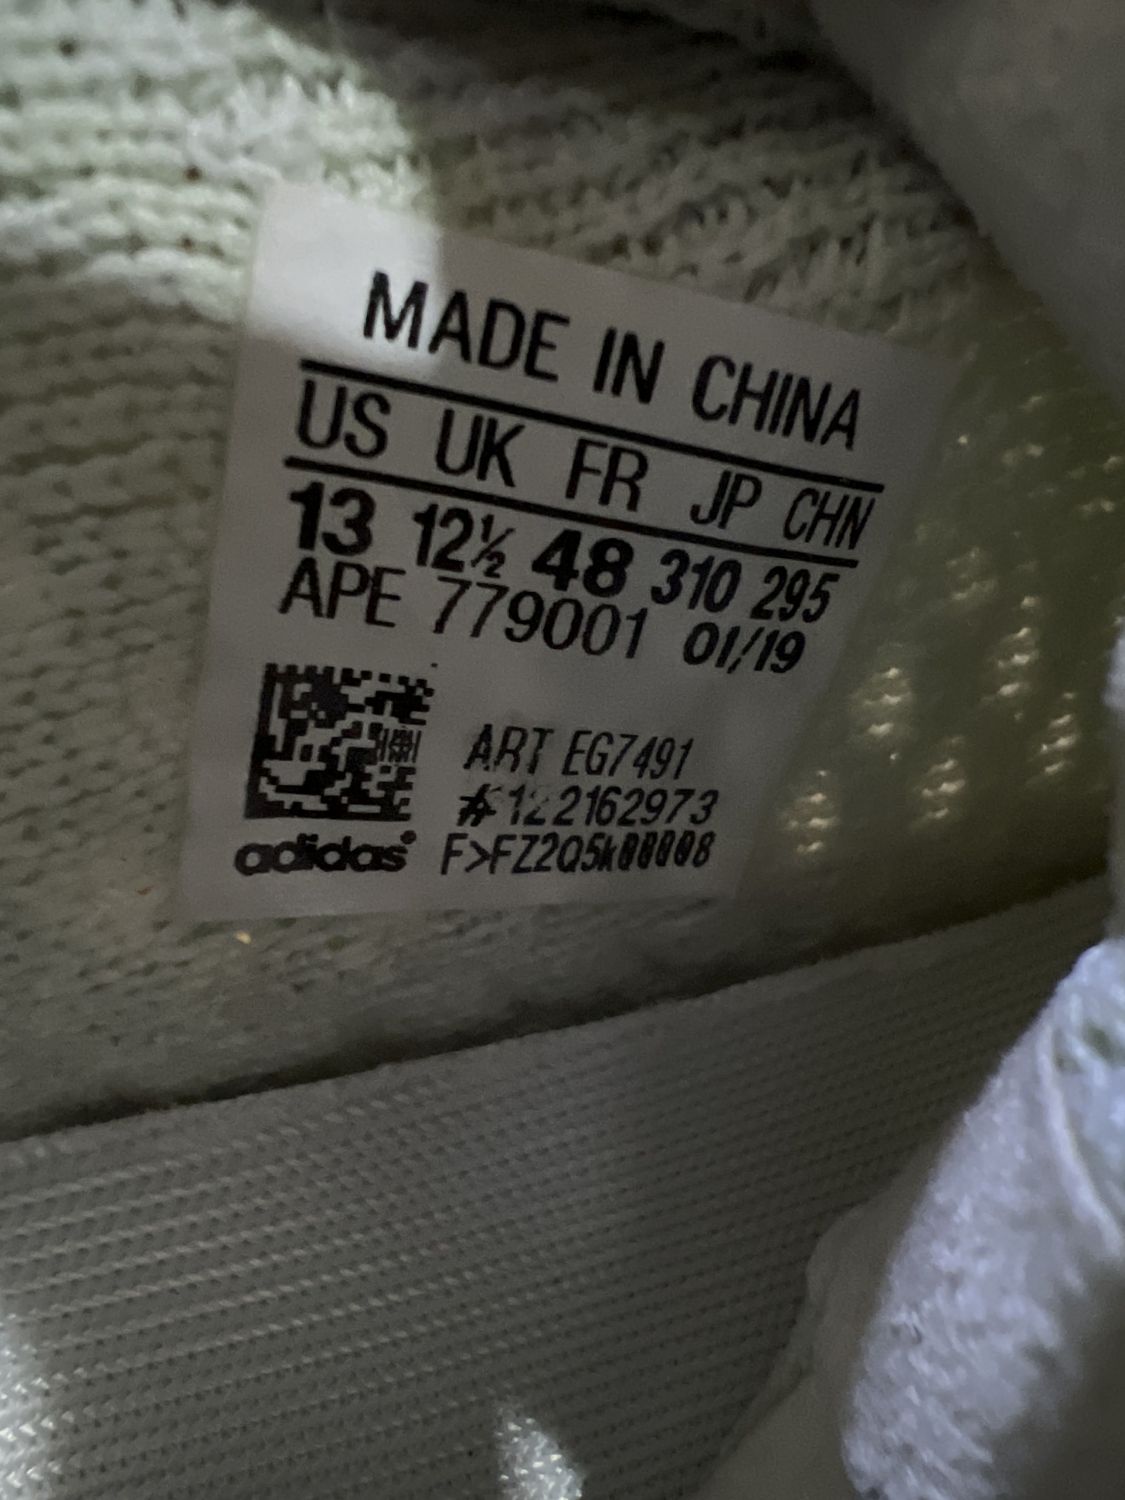 MADE IN CHINA
US UK FR JP CHN
13 12½ 48 310 295
APE 779001 01/19
ART EG7491
#122162973
adidas® F>FZ2Q5k00008